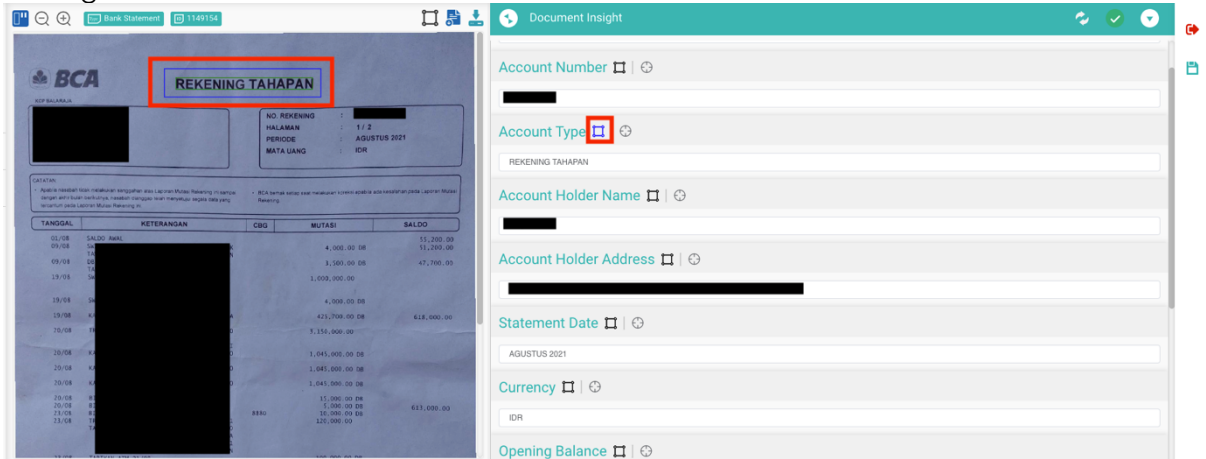 Bank Statement
1149154
BCA
REKENING TAHAPAN
KCP BALARAJA
NO. REKENING :
HALAMAN : 1 / 2
PERIODE : AGUSTUS 2021
MATA UANG : IDR
CATATAN:
TANGGAL KETERANGAN CBG MUTASI SALDO
01/08 SALDO AWAL 55,200.00
09/08 4,000.00 DB 51,200.00
09/08 3,500.00 DB 47,700.00
19/08 1,000,000.00
19/08 4,000.00 DB
19/08 425,700.00 DB 618,000.00
20/08 3,150,000.00
20/08 1,045,000.00 DB
20/08 1,045,000.00 DB
20/08 1,045,000.00 DB
20/08 15,000.00 DB
20/08 5,000.00 DB 633,000.00
23/08 10,000.00 DB
23/08 120,000.00
Document Insight
Account Number
Account Type
REKENING TAHAPAN
Account Holder Name
Account Holder Address
Statement Date
AGUSTUS 2021
Currency
IDR
Opening Balance